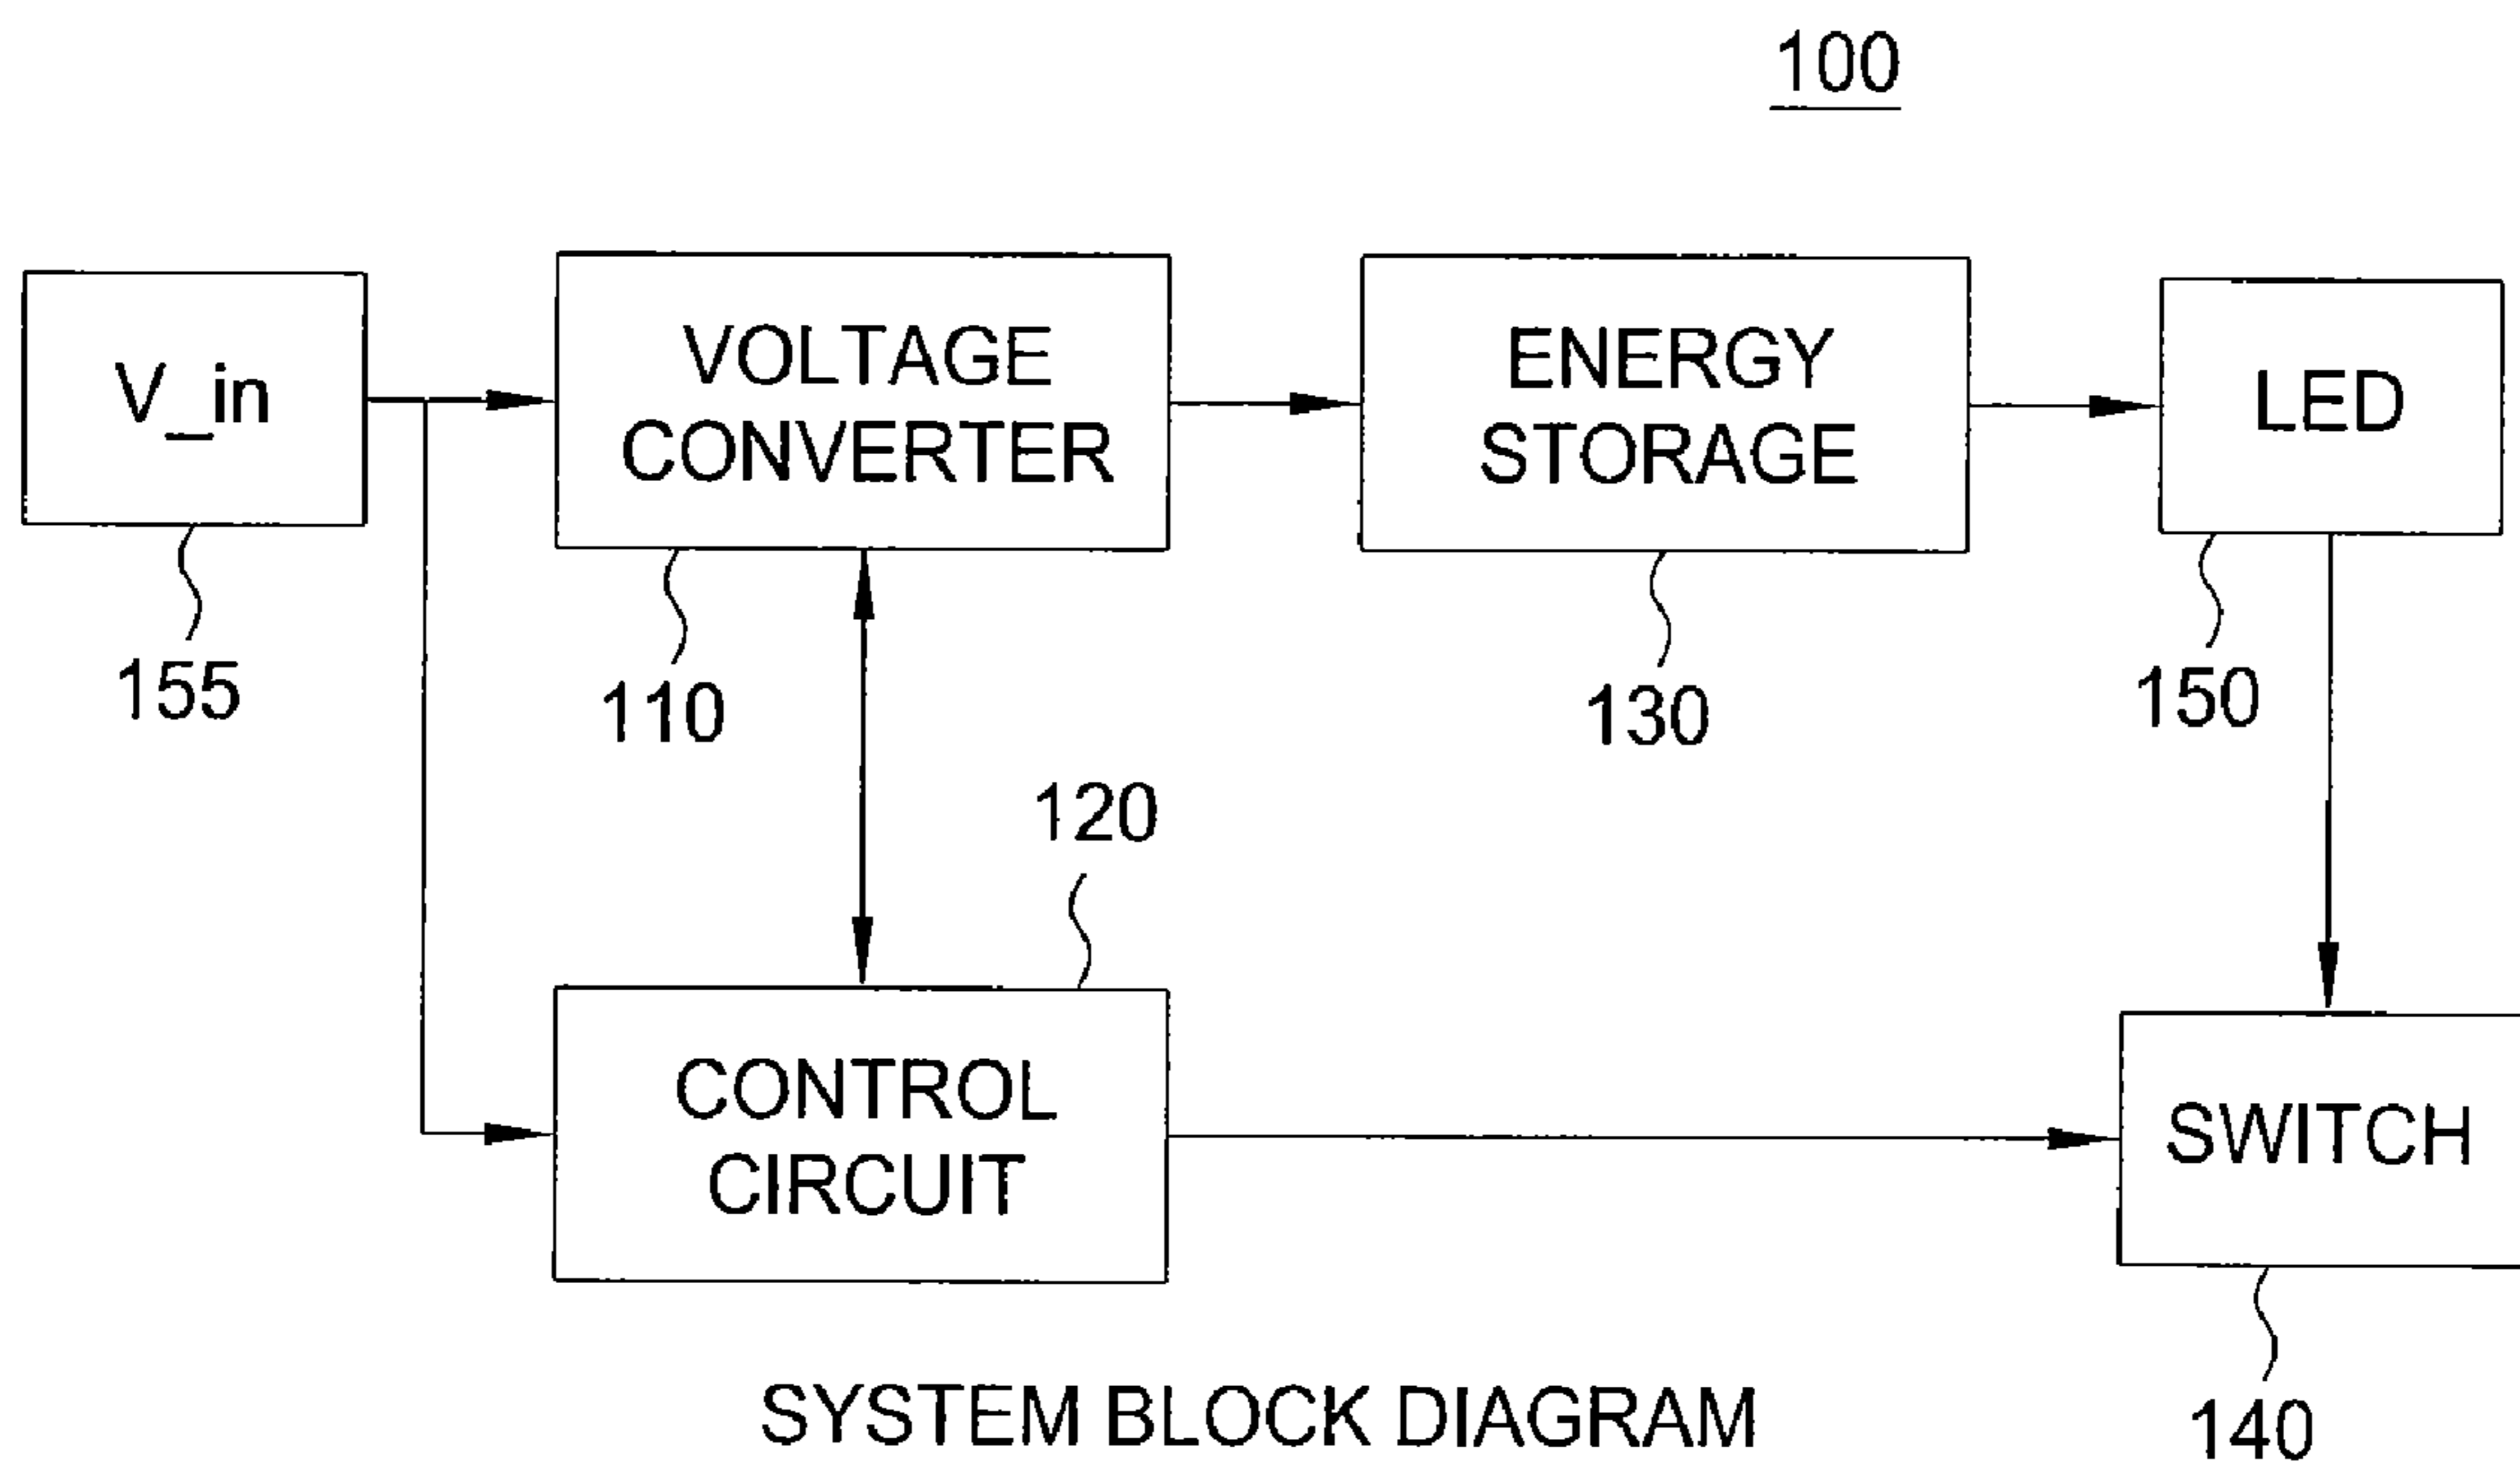 100
V_in
VOLTAGE
CONVERTER
ENERGY
STORAGE
LED
155
110
130
150
120
CONTROL
CIRCUIT
SWITCH
140
SYSTEM BLOCK DIAGRAM